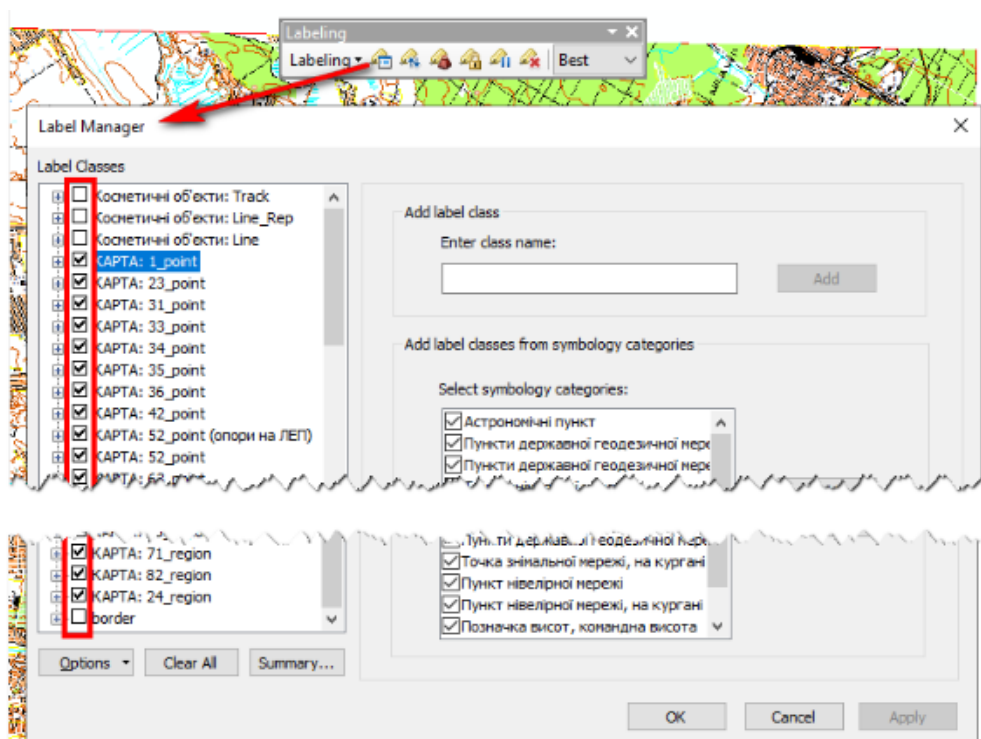 Labeling
Labeling
Best
Label Manager
Label Classes
Косметичні об'єкти: Track
Косметичні об'єкти: Line_Rep
Косметичні об'єкти: Line
КАРТА: 1_point
КАРТА: 23_point
КАРТА: 31_point
КАРТА: 33_point
КАРТА: 34_point
КАРТА: 35_point
КАРТА: 36_point
КАРТА: 42_point
КАРТА: 52_point (опори на ЛЕП)
КАРТА: 52_point
Add label class
Enter class name:
Add
Add label classes from symbology categories
Select symbology categories:
Астрономічні пункт
Пункти державної геодезичної мере
Пункти державної геодезичної мере
КАРТА: 71_region
КАРТА: 82_region
КАРТА: 24_region
border
Options
Clear All
Summary...
Точка знімальної мережі, на кургані
Пункт нівелірної мережі
Пункт нівелірної мережі, на кургані
Позначка висот, командна висота
OK
Cancel
Apply